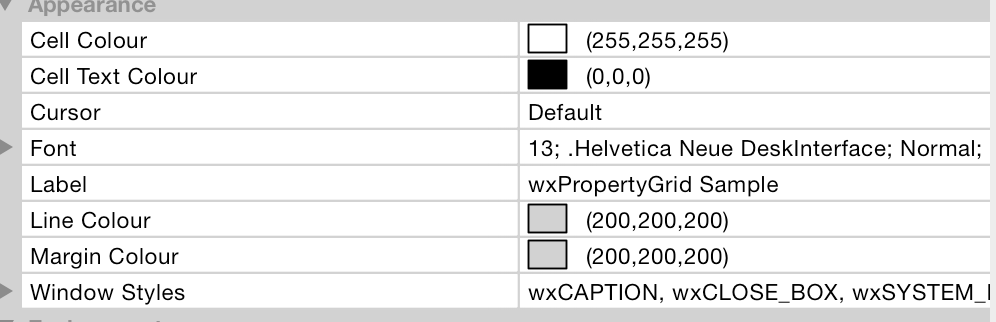 Appearance
Cell Colour (255,255,255)
Cell Text Colour (0,0,0)
Cursor Default
Font 13; .Helvetica Neue DeskInterface; Normal;
Label wxPropertyGrid Sample
Line Colour (200,200,200)
Margin Colour (200,200,200)
Window Styles wxCAPTION, wxCLOSE_BOX, wxSYSTEM_